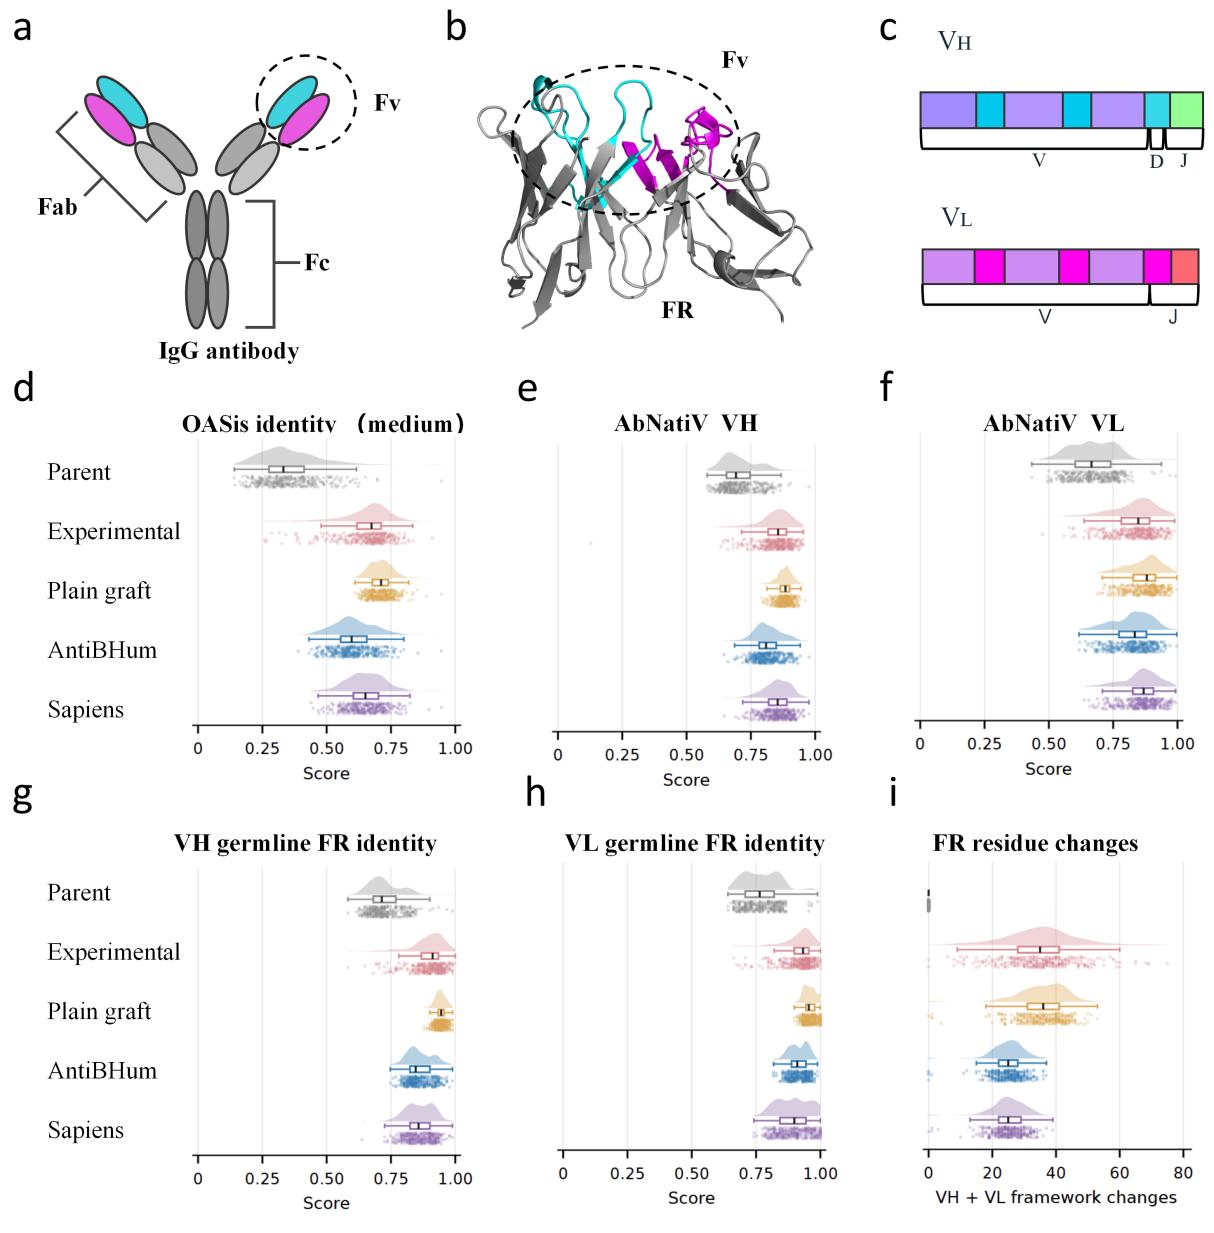 a
b
c
Fv
Fab
Fc
IgG antibody
Fv
FR
VH
V
D
J
VL
V
J
d
e
f
OASis identity （medium）
AbNatiV VH
AbNatiV VL
Parent
Experimental
Plain graft
AntiBHum
Sapiens
0 0.25 0.50 0.75 1.00
Score
0 0.25 0.50 0.75 1.00
Score
0 0.25 0.50 0.75 1.00
Score
g
h
i
VH germline FR identity
VL germline FR identity
FR residue changes
Parent
Experimental
Plain graft
AntiBHum
Sapiens
0 0.25 0.50 0.75 1.00
Score
0 0.25 0.50 0.75 1.00
Score
0 20 40 60 80
VH + VL framework changes